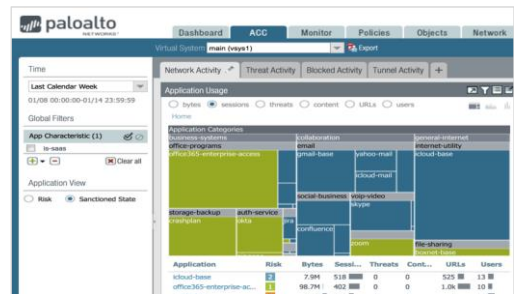 paloalto
NETWORKS
Dashboard ACC Monitor Policies Objects Network
Virtual System main (vsys1) Export
Time
Last Calendar Week
01/08 00:00:00-01/14 23:59:59
Global Filters
App Characteristic (1)
is-saas
Clear all
Application View
Risk Sanctioned State
Network Activity Threat Activity Blocked Activity Tunnel Activity +
Application Usage
bytes sessions threats content URLs users
Home
Application Categories
business-systems collaboration general-internet
office-programs email internet-utility
office365-enterprise-access gmail-base yahoo-mail icloud-base
icloud-mail
social-business voip-video
skype
storage-backup auth-service
crashplan okta confluence
zoom file-sharing
boxnet-base
Application Risk Bytes Sessi... Threats Cont... URLs Users
icloud-base 2 7.9M 518 0 0 525 13
office365-enterprise-ac... 1 98.7M 402 0 0 1.0k 10